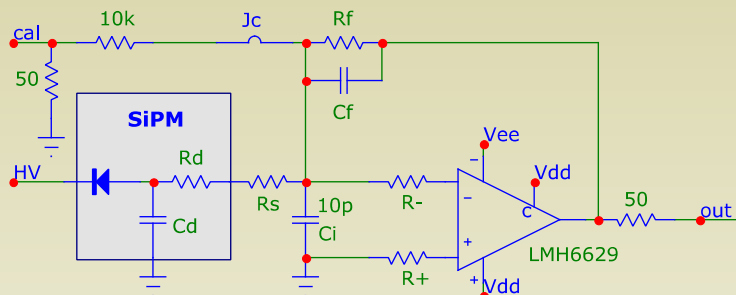 10k
Jc
Rf
cal
50
Cf
SiPM
Vee
HV
Rd
Vdd
Rs
10p
R-
-
-
c
50
out
Cd
Ci
+
LMH6629
R+
+
Vdd